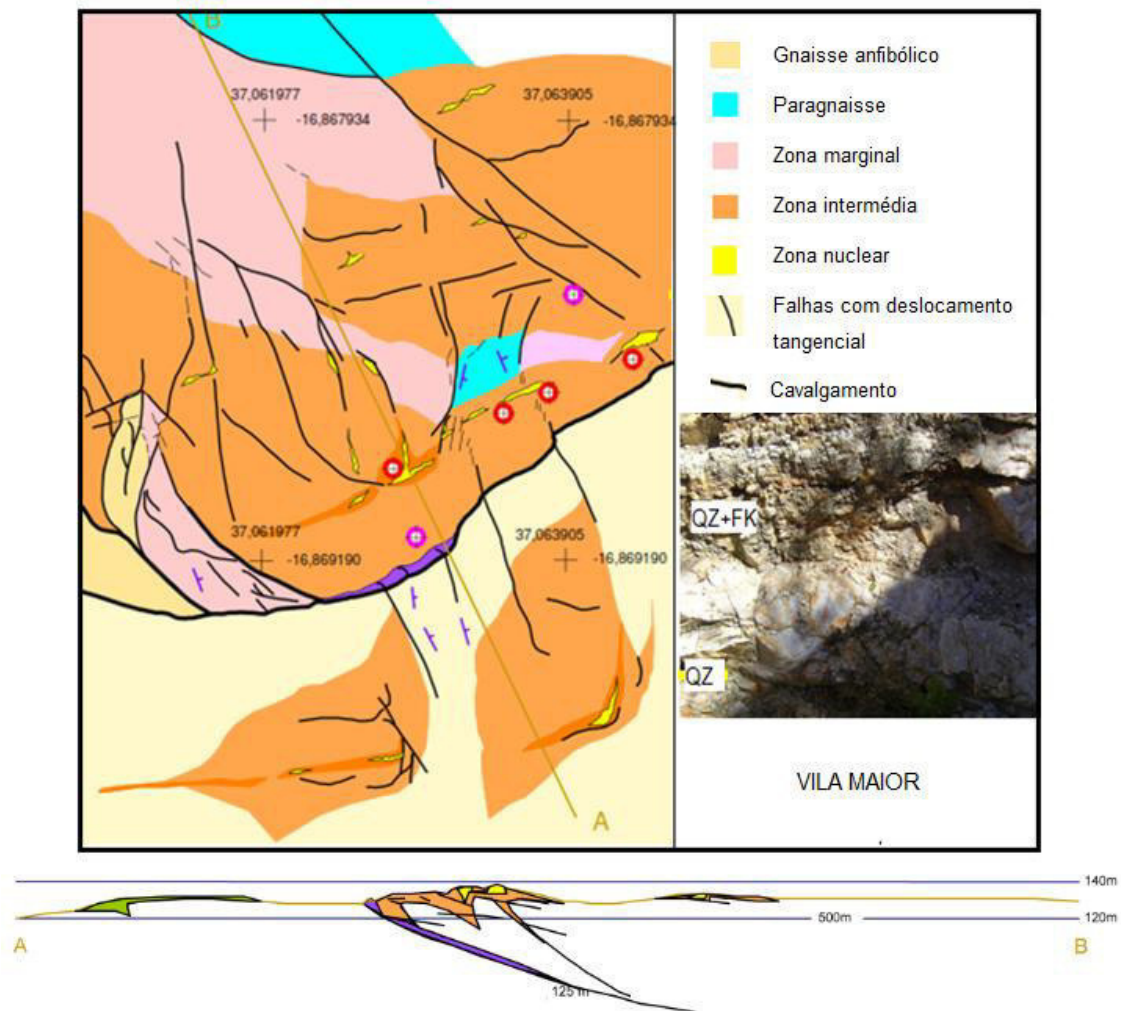 B
37,061977
-16,867934
37,063905
-16,867934
37,061977
-16,869190
37,063905
-16,869190
A
Gnaisse anfibólico
Paragnaisse
Zona marginal
Zona intermédia
Zona nuclear
Falhas com deslocamento
tangencial
Cavalgamento
QZ+FK
QZ
VILA MAIOR
140m
500m
120m
A
B
125 m